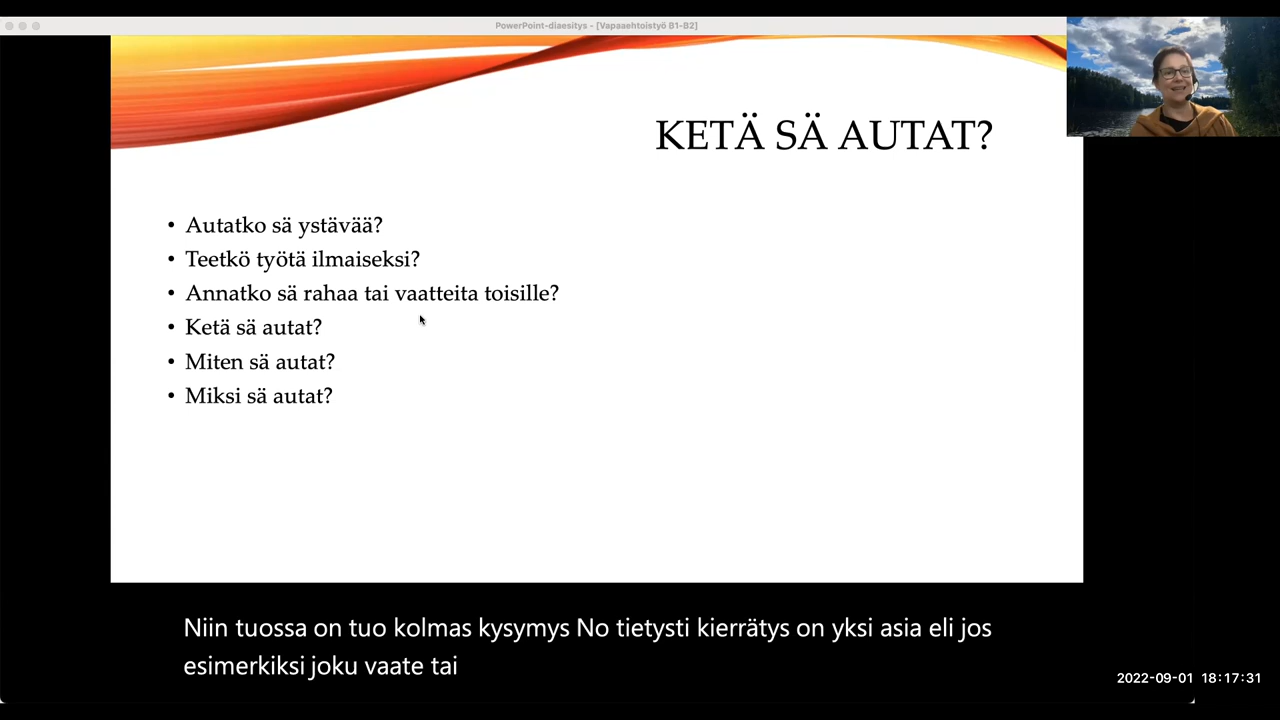 PowerPoint-diaesitys - [Vapaaehtoistyö B1-B2]
KETÄ SÄ AUTAT?
• Autatko sä ystävää?
• Teetkö työtä ilmaiseksi?
• Annatko sä rahaa tai vaatteita toisille?
• Ketä sä autat?
• Miten sä autat?
• Miksi sä autat?
Niin tuossa on tuo kolmas kysymys No tietysti kierrätys on yksi asia eli jos
esimerkiksi joku vaate tai
2022-09-01 18:17:31